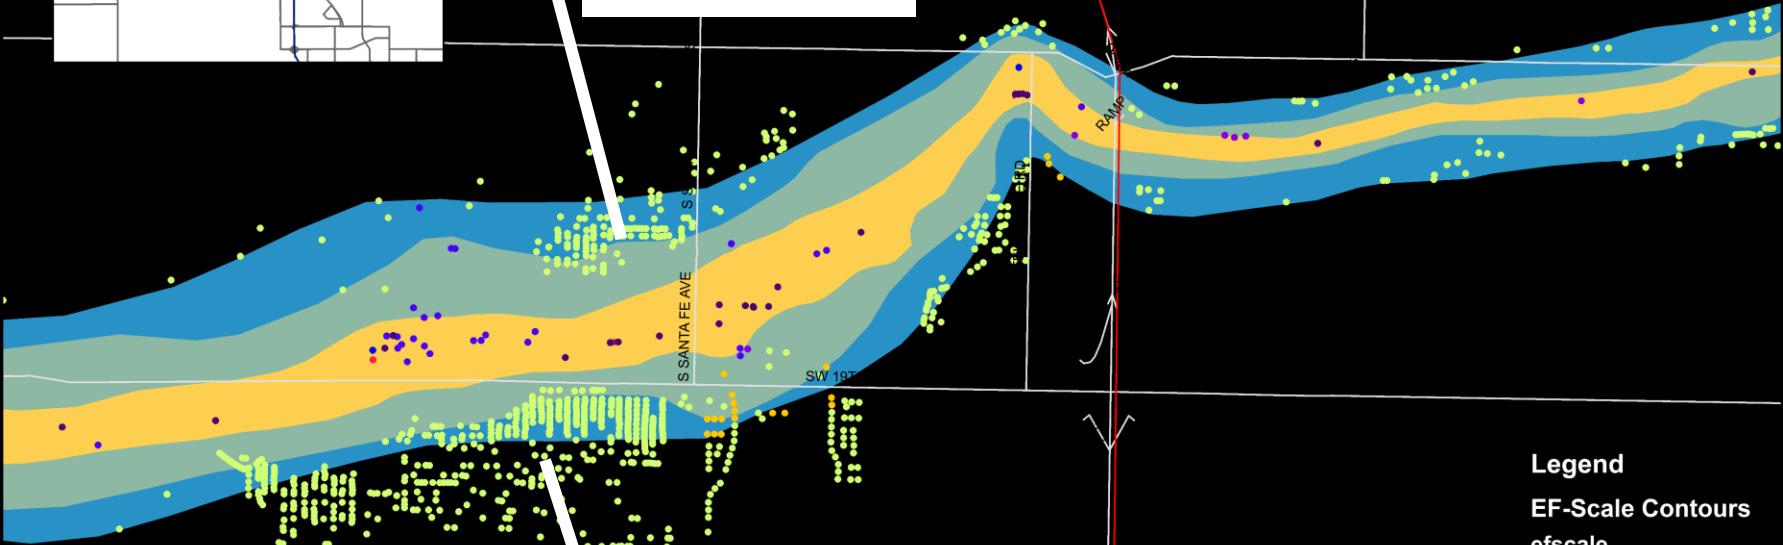 RAMP
S SANTA FE AVE
SW 19T
Legend
EF-Scale Contours
efscale